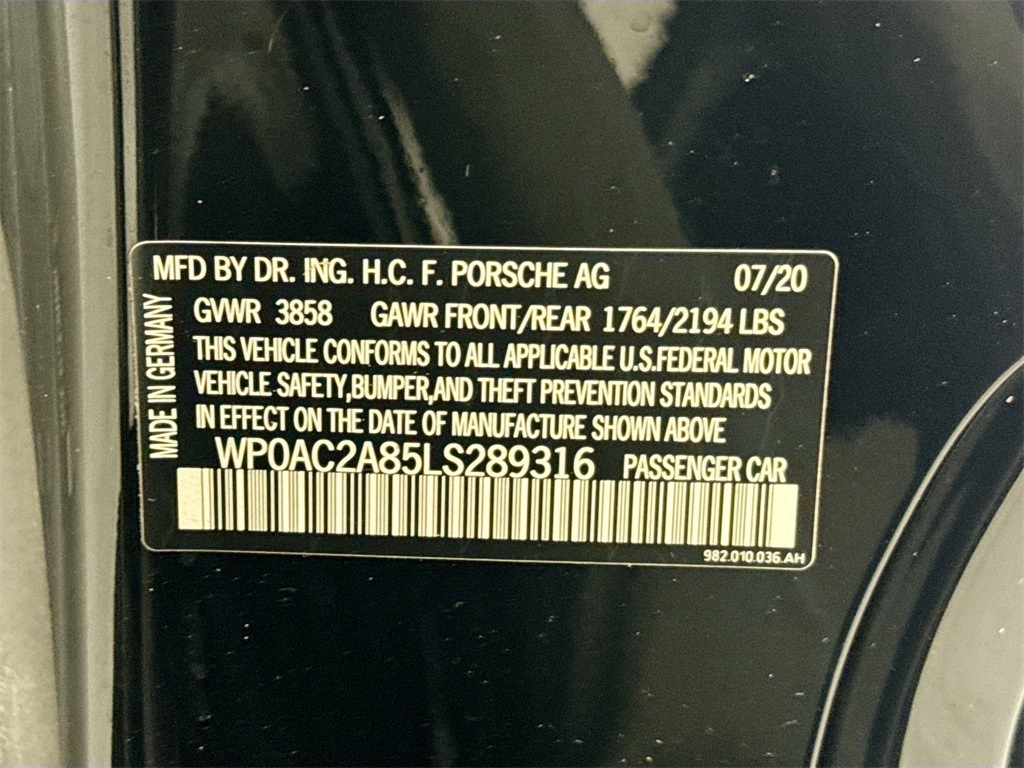 MFD BY DR. ING. H.C. F. PORSCHE AG 07/20
GVWR 3858 GAWR FRONT/REAR 1764/2194 LBS
THIS VEHICLE CONFORMS TO ALL APPLICABLE U.S.FEDERAL MOTOR
VEHICLE SAFETY,BUMPER,AND THEFT PREVENTION STANDARDS
IN EFFECT ON THE DATE OF MANUFACTURE SHOWN ABOVE
MADE IN GERMANY
WP0AC2A85LS289316 PASSENGER CAR
982.010.036.AH